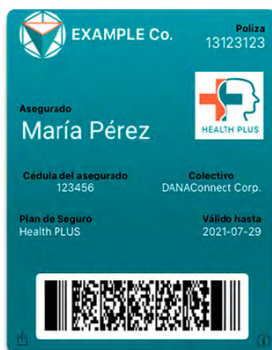 EXAMPLE Co.
Poliza
13123123
Asegurado
María Pérez
HEALTH PLUS
Cédula del asegurado
123456
Colectivo
DANAConnect Corp.
Plan de Seguro
Health PLUS
Válido hasta
2021-07-29